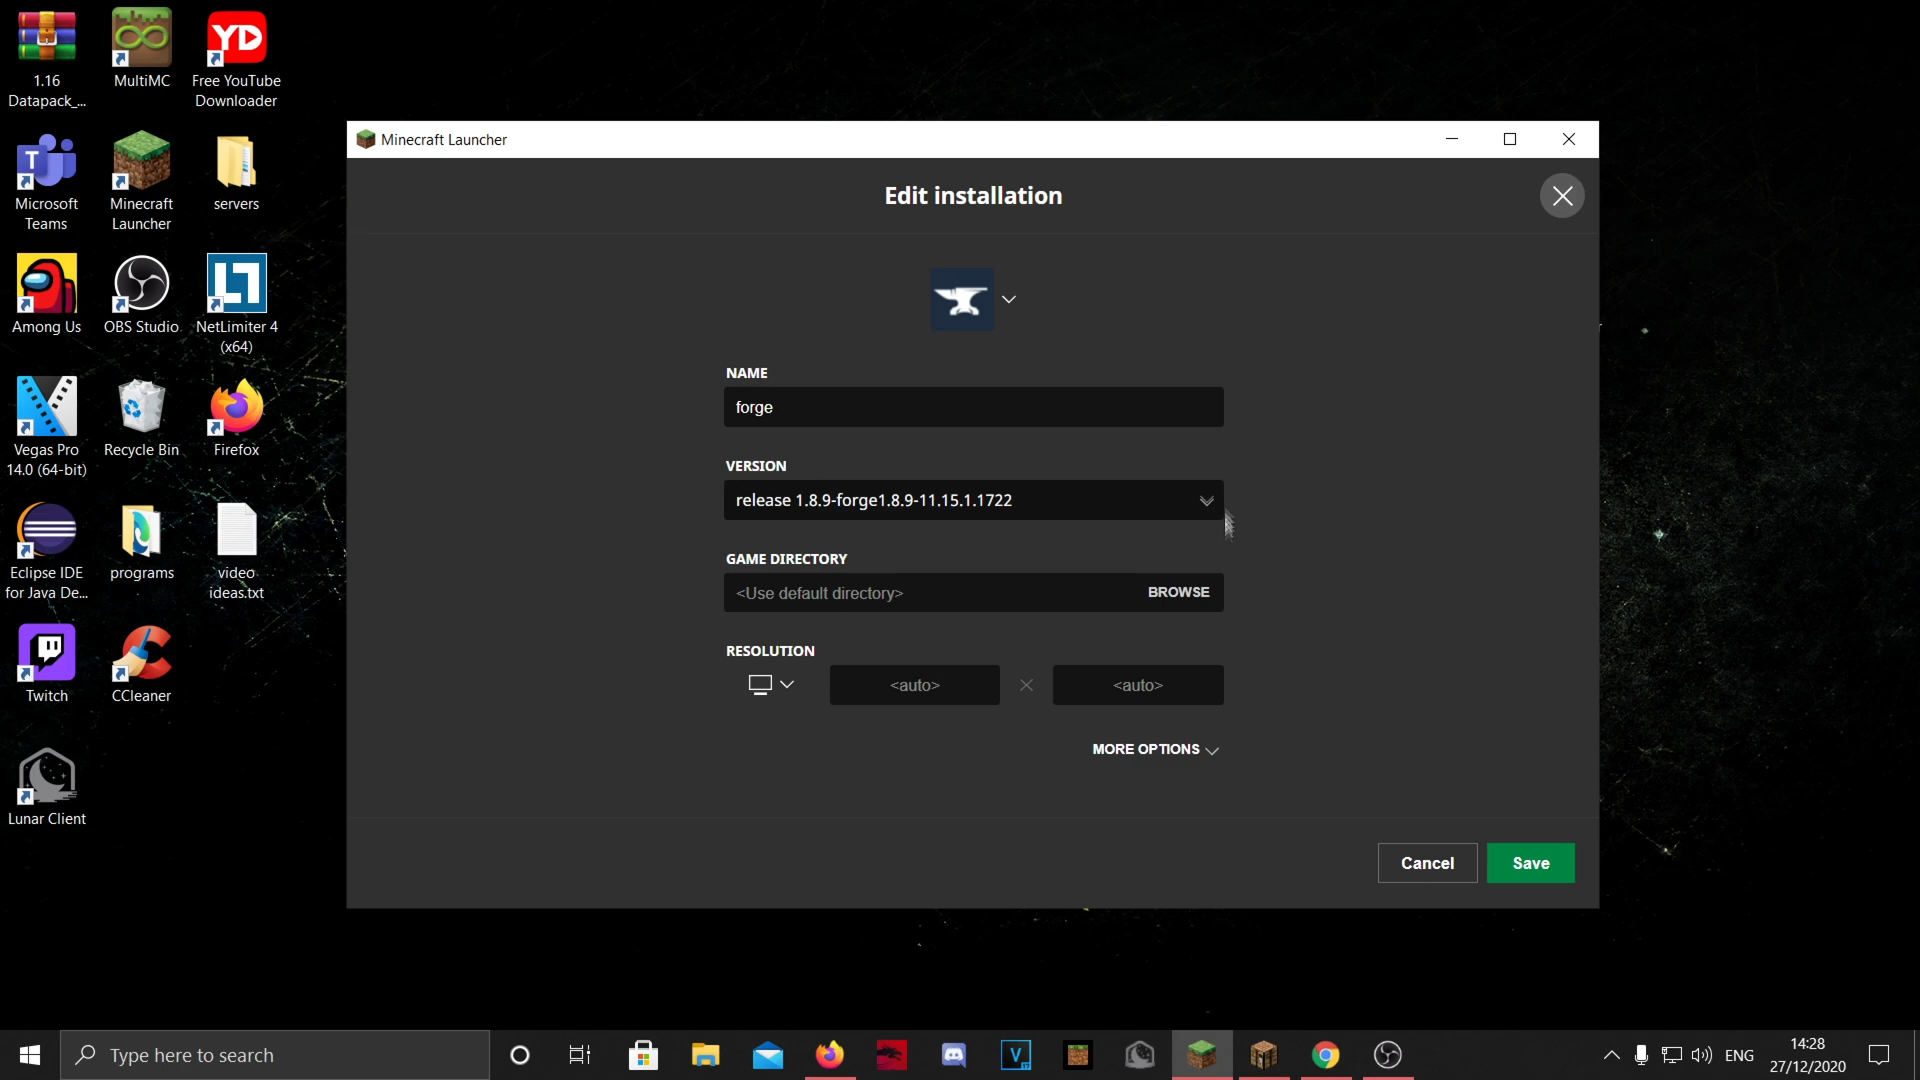 1.16
Datapack_...
MultiMC
YD
Free YouTube
Downloader
T
Microsoft
Teams
Minecraft
Launcher
servers
Among Us
OBS Studio
NetLimiter 4
(x64)
Vegas Pro
14.0 (64-bit)
Recycle Bin
Firefox
Eclipse IDE
for Java De...
programs
video
ideas.txt
Twitch
CCleaner
Lunar Client
Minecraft Launcher
Edit installation
NAME
forge
VERSION
release 1.8.9-forge1.8.9-11.15.1.1722
GAME DIRECTORY
<Use default directory>
BROWSE
RESOLUTION
<auto>
<auto>
MORE OPTIONS
Cancel
Save
Type here to search
V
ENG
14:28
27/12/2020